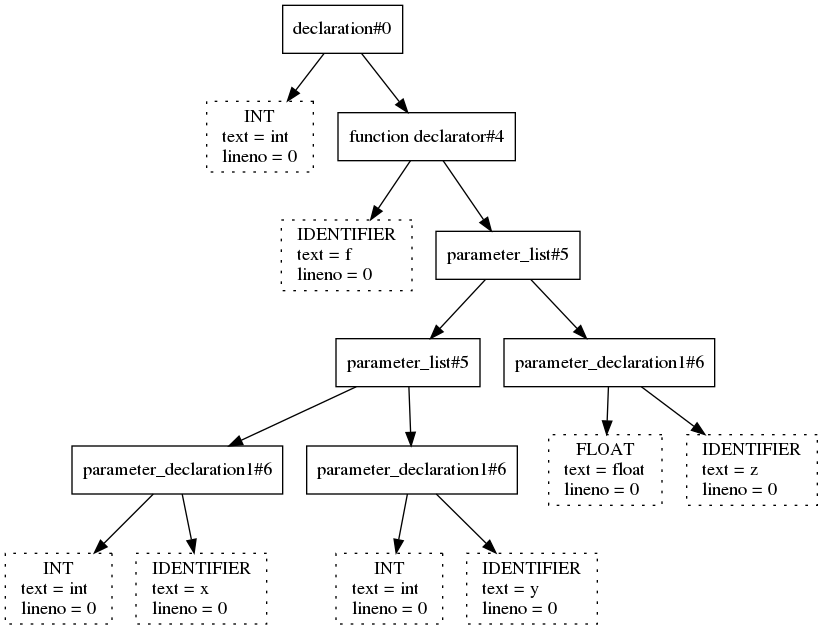 declaration#0
INT
text = int
lineno = 0
function declarator#4
IDENTIFIER
text = f
lineno = 0
parameter_list#5
parameter_list#5
parameter_declaration1#6
parameter_declaration1#6
parameter_declaration1#6
FLOAT
text = float
lineno = 0
IDENTIFIER
text = z
lineno = 0
INT
text = int
lineno = 0
IDENTIFIER
text = x
lineno = 0
INT
text = int
lineno = 0
IDENTIFIER
text = y
lineno = 0